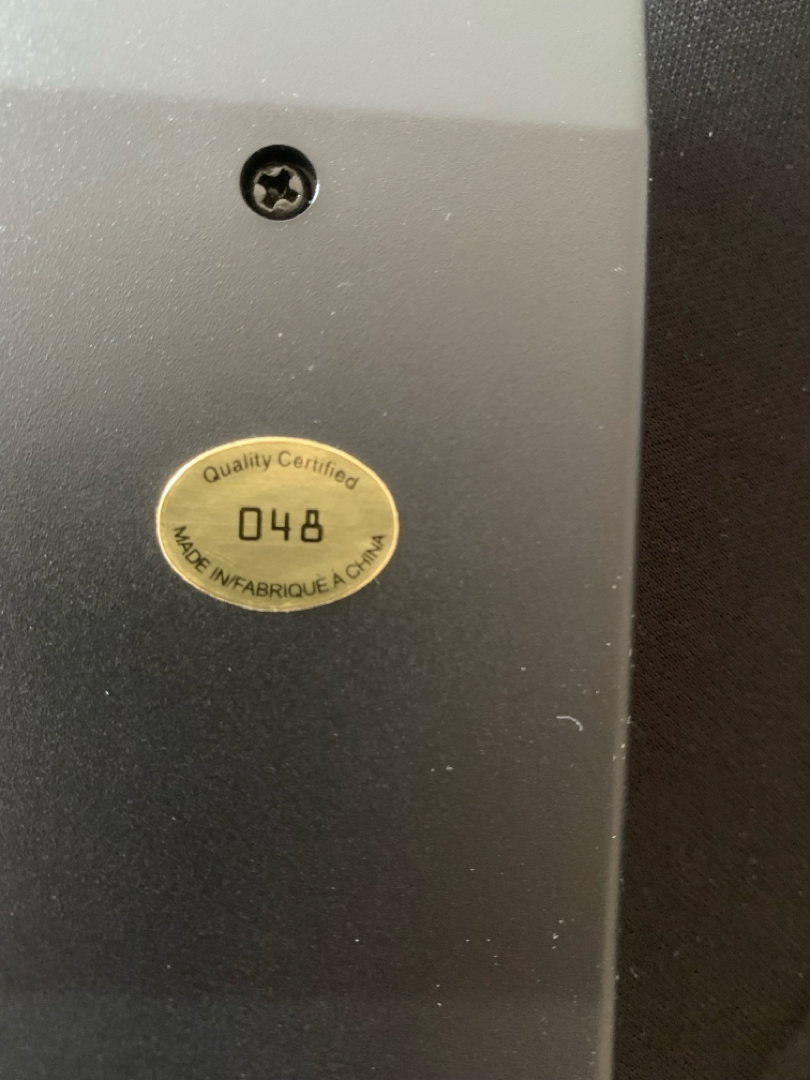 Quality Certified
048
MADE IN/FABRIQUÉ À CHINA